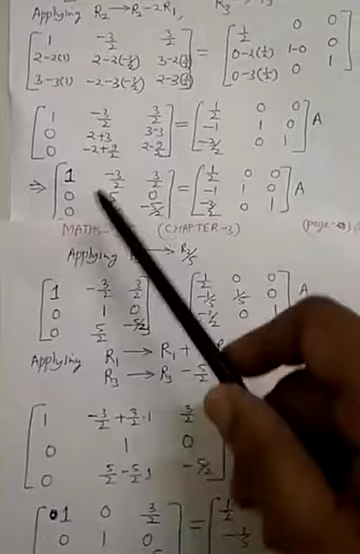 Applying R₂ → R₂-2R₁, R₃ →
[1 -3/2 3/2
2-2(1) 2-2(-3/2) 3-2(3/2)
3-3(1) -2-3(-3/2) 2-3(3/2)] = [1/2 0 0
0-2(1/2) 1-0 0
0-3(1/2) 0 1
[1 -3/2 3/2
0 2+3 3-3
0 -2+9/2 2-9/2] = [1/2 0 0
-1 1 0
-3/2 0 1] A
⇒ [1 -3/2 3/2
0 5 0
0 -5/2] = [1/2 0 0
-1 1 0
-3/2 0 1] A
MATHS (CHAPTER-3) (page-
Applying → R₂/5
[1 -3/2 3/2
0 1 0
0 5/2 -5/2] [1/2 0 0
-1/5 1/5 0
-3/2 0 1] A
Applying R₁ → R₁ +
R₃ → R₃ - 5/2
[1 -3/2+3/2·1 3/2
0 1 0
0 5/2-5/2·1 -5/2]
[1 0 3/2
0 1 0 = [1/2
-1/5